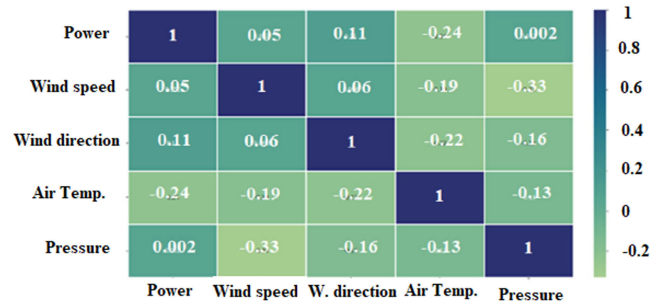 Power 1 0.05 0.11 -0.24 0.002
Wind speed 0.05 1 0.06 -0.19 -0.33
Wind direction 0.11 0.06 1 -0.22 -0.16
Air Temp. -0.24 -0.19 -0.22 1 -0.13
Pressure 0.002 -0.33 -0.16 -0.13 1
Power Wind speed W. direction Air Temp. Pressure
1
0.8
0.6
0.4
0.2
0
-0.2